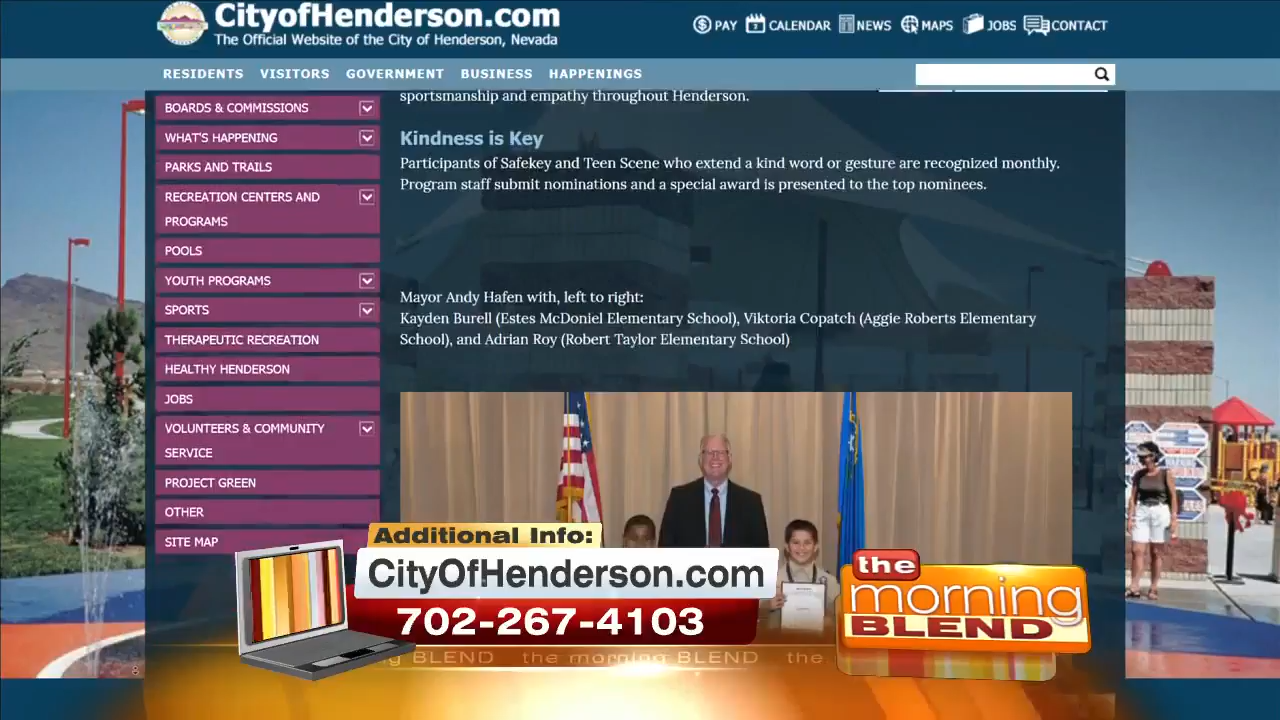 CityofHenderson.com
The Official Website of the City of Henderson, Nevada
PAY CALENDAR NEWS MAPS JOBS CONTACT
RESIDENTS VISITORS GOVERNMENT BUSINESS HAPPENINGS
BOARDS & COMMISSIONS
WHAT'S HAPPENING
PARKS AND TRAILS
RECREATION CENTERS AND
PROGRAMS
POOLS
YOUTH PROGRAMS
SPORTS
THERAPEUTIC RECREATION
HEALTHY HENDERSON
JOBS
VOLUNTEERS & COMMUNITY
SERVICE
PROJECT GREEN
OTHER
SITE MAP
sportsmanship and empathy throughout Henderson.
Kindness is Key
Participants of Safekey and Teen Scene who extend a kind word or gesture are recognized monthly.
Program staff submit nominations and a special award is presented to the top nominees.
Mayor Andy Hafen with, left to right:
Kayden Burell (Estes McDoniel Elementary School), Viktoria Copatch (Aggie Roberts Elementary
School), and Adrian Roy (Robert Taylor Elementary School)
Additional Info:
CityOfHenderson.com
702-267-4103
the
morning
BLEND
BLEND the morning BLEND the